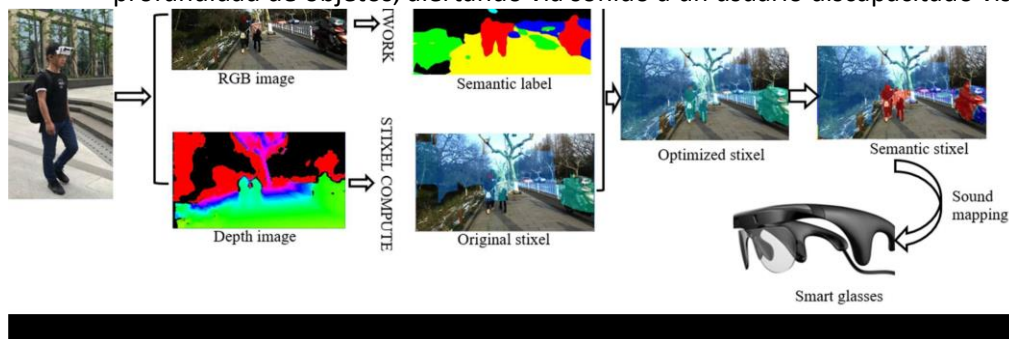 profundidad de objetos, alertando vía sonido a un usuario discapacitado
TWORK
RGB image
Semantic label
Optimized stixel
Semantic stixel
STIXEL COMPUTE
Depth image
Original stixel
Sound
mapping
Smart glasses